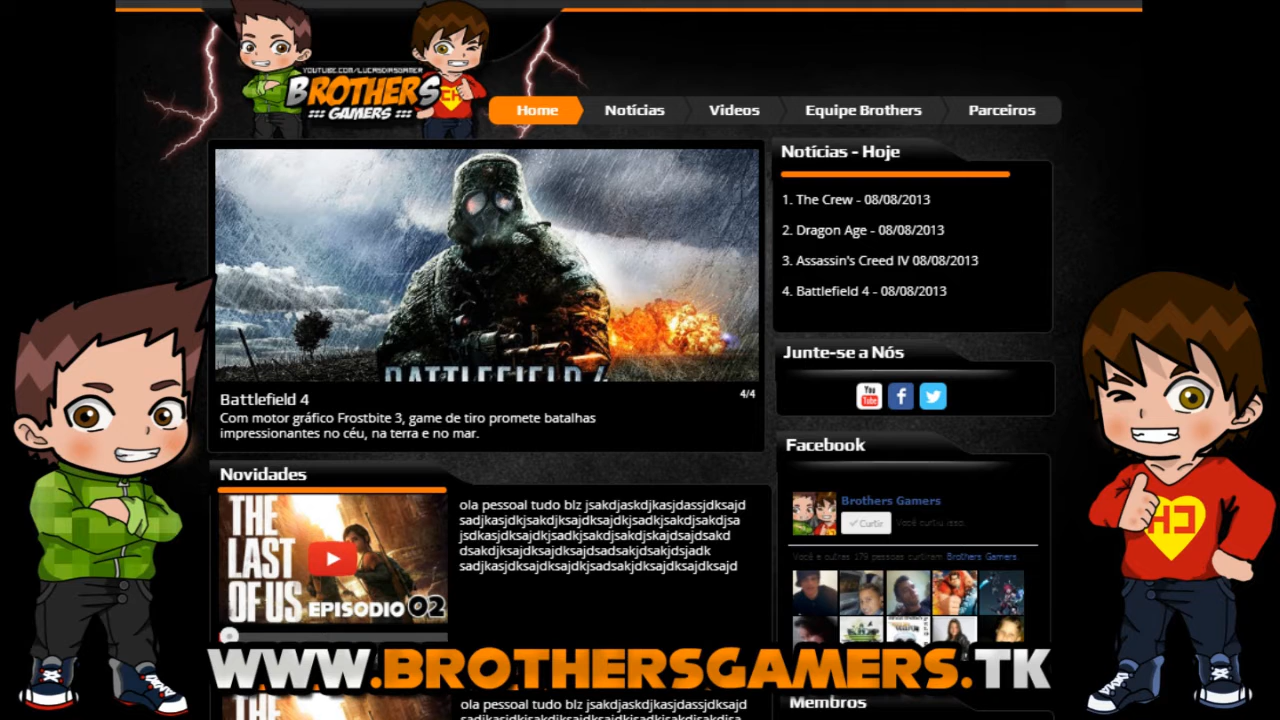 YOUTUBE.COM/LUCASDIASGAMER
BROTHERS
::: GAMERS :::
Home
Notícias
Videos
Equipe Brothers
Parceiros
BATTLEFIELD 4
Battlefield 4
4/4
Com motor gráfico Frostbite 3, game de tiro promete batalhas
impressionantes no céu, na terra e no mar.
Notícias - Hoje
1. The Crew - 08/08/2013
2. Dragon Age - 08/08/2013
3. Assassin's Creed IV 08/08/2013
4. Battlefield 4 - 08/08/2013
Junte-se a Nós
You
Tube
Facebook
Brothers Gamers
Curtir
Você curtiu isso.
Você e outras 179 pessoas curtiram Brothers Gamers.
Novidades
THE
LAST
OF US
EPISODIO 02
ola pessoal tudo blz jsakdjaskdjkasjdassjdksajd
sadjkasjdkjsakdjksajdksajdkjsadkjsakdjsakdjsa
jsdkasjdksajdkjsadkjsakdjsakdjskajdsajdsakd
dsakdjksajdksajdksajdsadsakjdsakjdsjadk
sadjkasjdksajdksajdkjsadsakjdksajdksajdksajd
WWW.BROTHERSGAMERS.TK
THE
ola pessoal tudo blz jsakdjaskdjkasjdassjdksajd
Membros